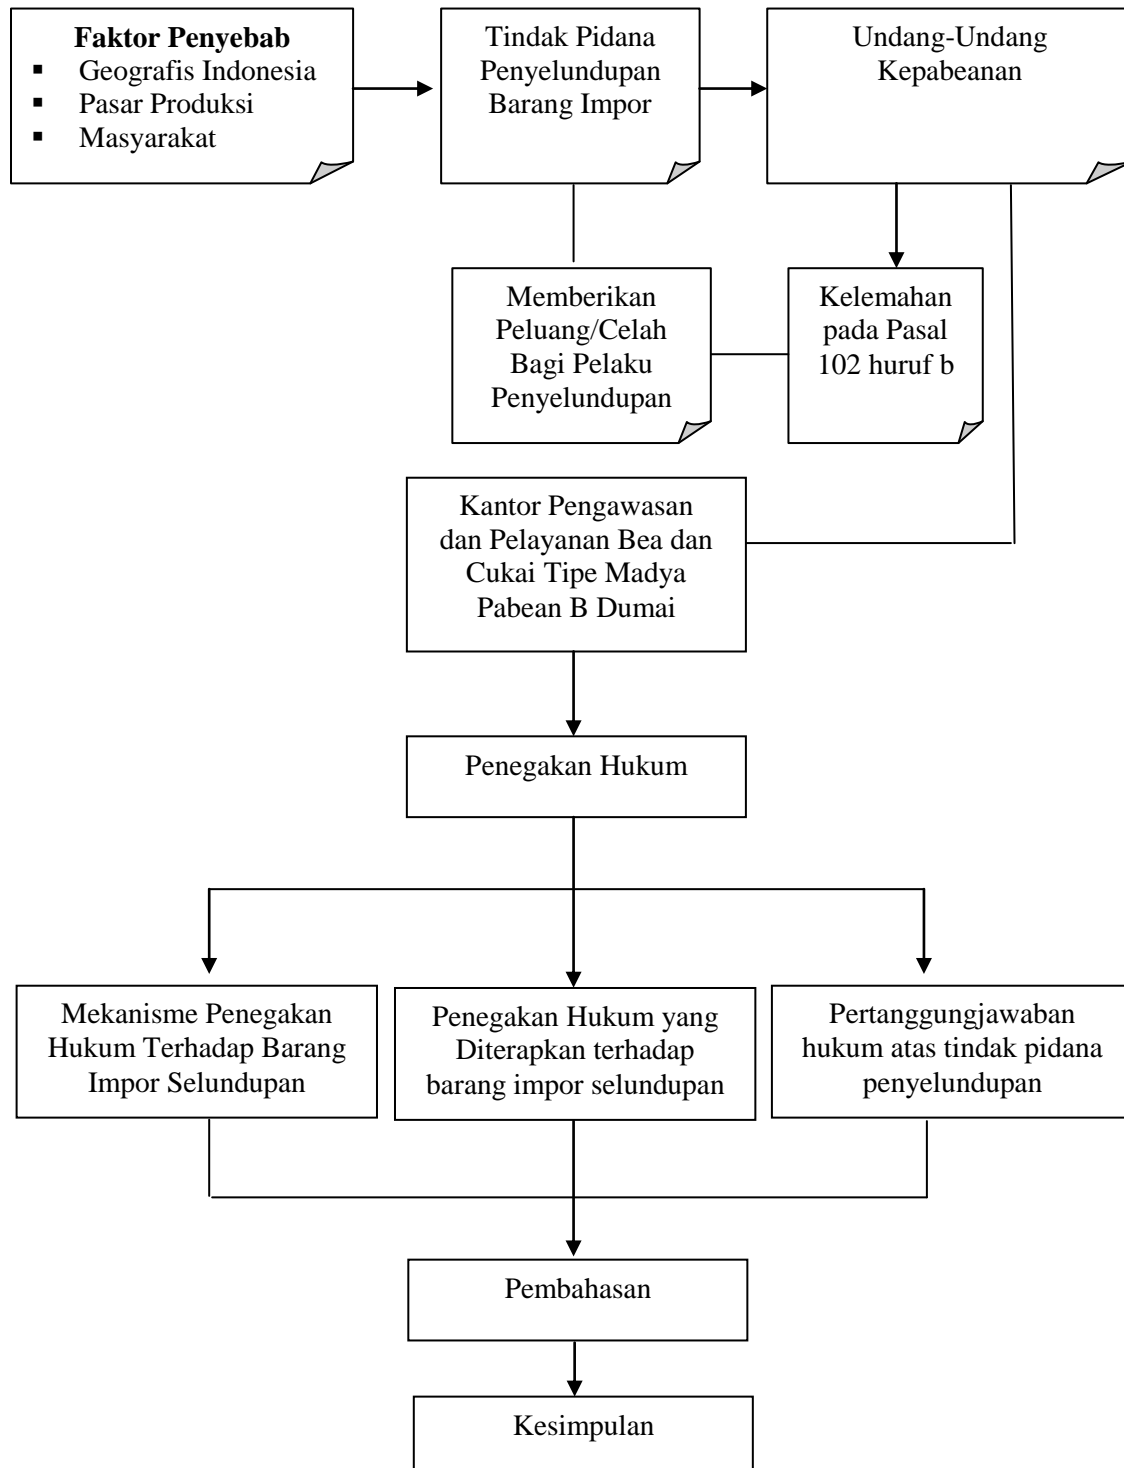 Faktor Penyebab
▪ Geografis Indonesia
▪ Pasar Produksi
▪ Masyarakat
Tindak Pidana
Penyelundupan
Barang Impor
Undang-Undang
Kepabeanan
Memberikan
Peluang/Celah
Bagi Pelaku
Penyelundupan
Kelemahan
pada Pasal
102 huruf b
Kantor Pengawasan
dan Pelayanan Bea dan
Cukai Tipe Madya
Pabean B Dumai
Penegakan Hukum
Mekanisme Penegakan
Hukum Terhadap Barang
Impor Selundupan
Penegakan Hukum yang
Diterapkan terhadap
barang impor selundupan
Pertanggungjawaban
hukum atas tindak pidana
penyelundupan
Pembahasan
Kesimpulan